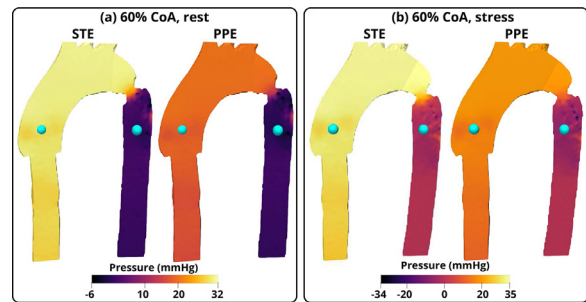 (a) 60% CoA, rest
STE PPE
Pressure (mmHg)
-6 10 20 32
(b) 60% CoA, stress
STE PPE
Pressure (mmHg)
-34 -20 0 20 35